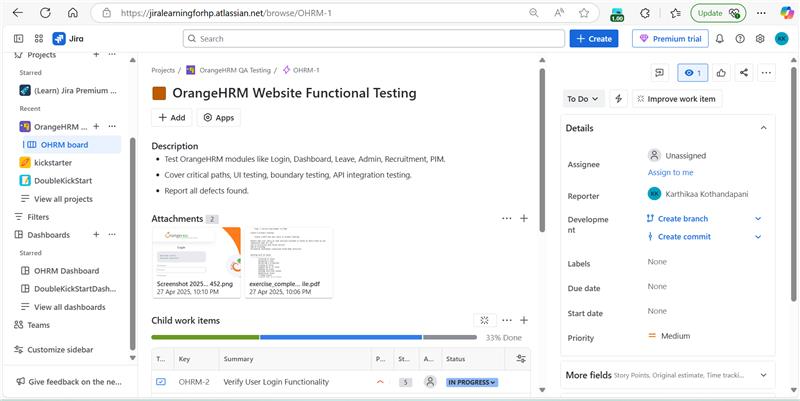 https://jiralearningforhp.atlassian.net/browse/OHRM-1
1.00
Update
Jira
Search
Create
Premium trial
KK
Projects
Starred
(Learn) Jira Premium ...
Recent
OrangeHRM ...
OHRM board
kickstarter
DoubleKickStart
View all projects
Filters
Dashboards
Starred
OHRM Dashboard
DoubleKickStartDash...
View all dashboards
Teams
Customize sidebar
Give feedback on the ne...
Projects / OrangeHRM QA Testing / OHRM-1
OrangeHRM Website Functional Testing
Add
Apps
Description
Test OrangeHRM modules like Login, Dashboard, Leave, Admin, Recruitment, PIM.
Cover critical paths, UI testing, boundary testing, API integration testing.
Report all defects found.
Attachments 2
Login
Screenshot 2025... 452.png
27 Apr 2025, 10:10 PM
exercise_comple... ile.pdf
27 Apr 2025, 10:06 PM
Child work items
33% Done
T... Key Summary P... St... A... Status
OHRM-2 Verify User Login Functionality 5 IN PROGRESS
1
To Do
Improve work item
Details
Assignee
Unassigned
Assign to me
Reporter
KK Karthikaa Kothandapani
Developme
nt
Create branch
Create commit
Labels
None
Due date
None
Start date
None
Priority
Medium
More fields Story Points, Original estimate, Time tracki...